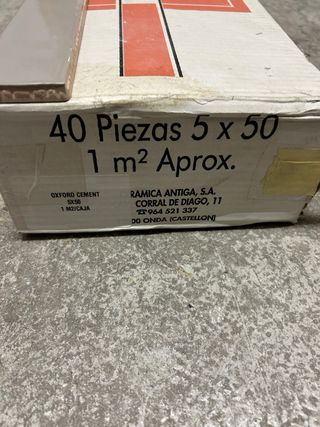 40 Piezas 5 x 50
1 m² Aprox.
OXFORD CEMENT
5X50
1 M2/CAJA
RAMICA ANTIGA, S.A.
CORRAL DE DIAGO, 11
☎ 964 521 337
00 ONDA (CASTELLON)